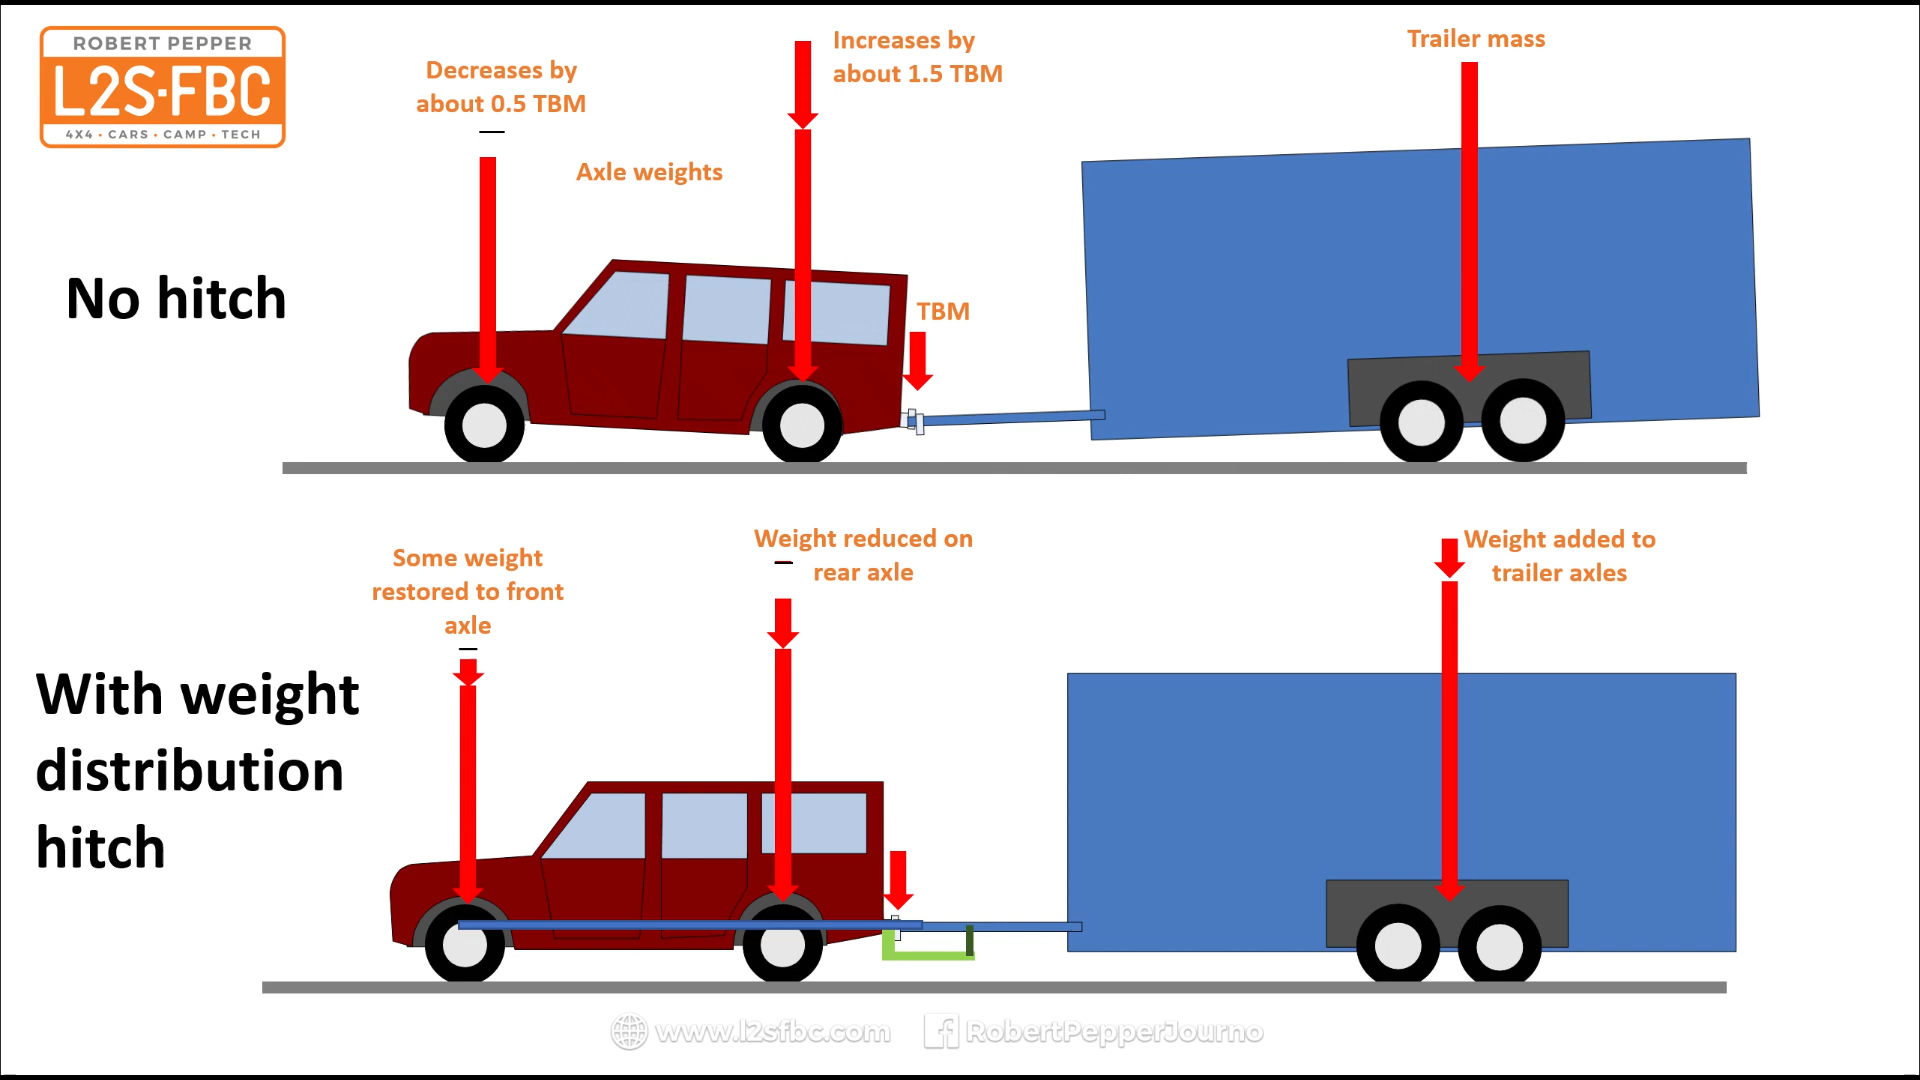 ROBERT PEPPER
L2S·FBC
4X4 • CARS • CAMP • TECH
Decreases by
about 0.5 TBM
Increases by
about 1.5 TBM
Trailer mass
Axle weights
No hitch
TBM
Some weight
restored to front
axle
Weight reduced on
rear axle
Weight added to
trailer axles
With weight
distribution
hitch
www.l2sfbc.com
RobertPepperJourno